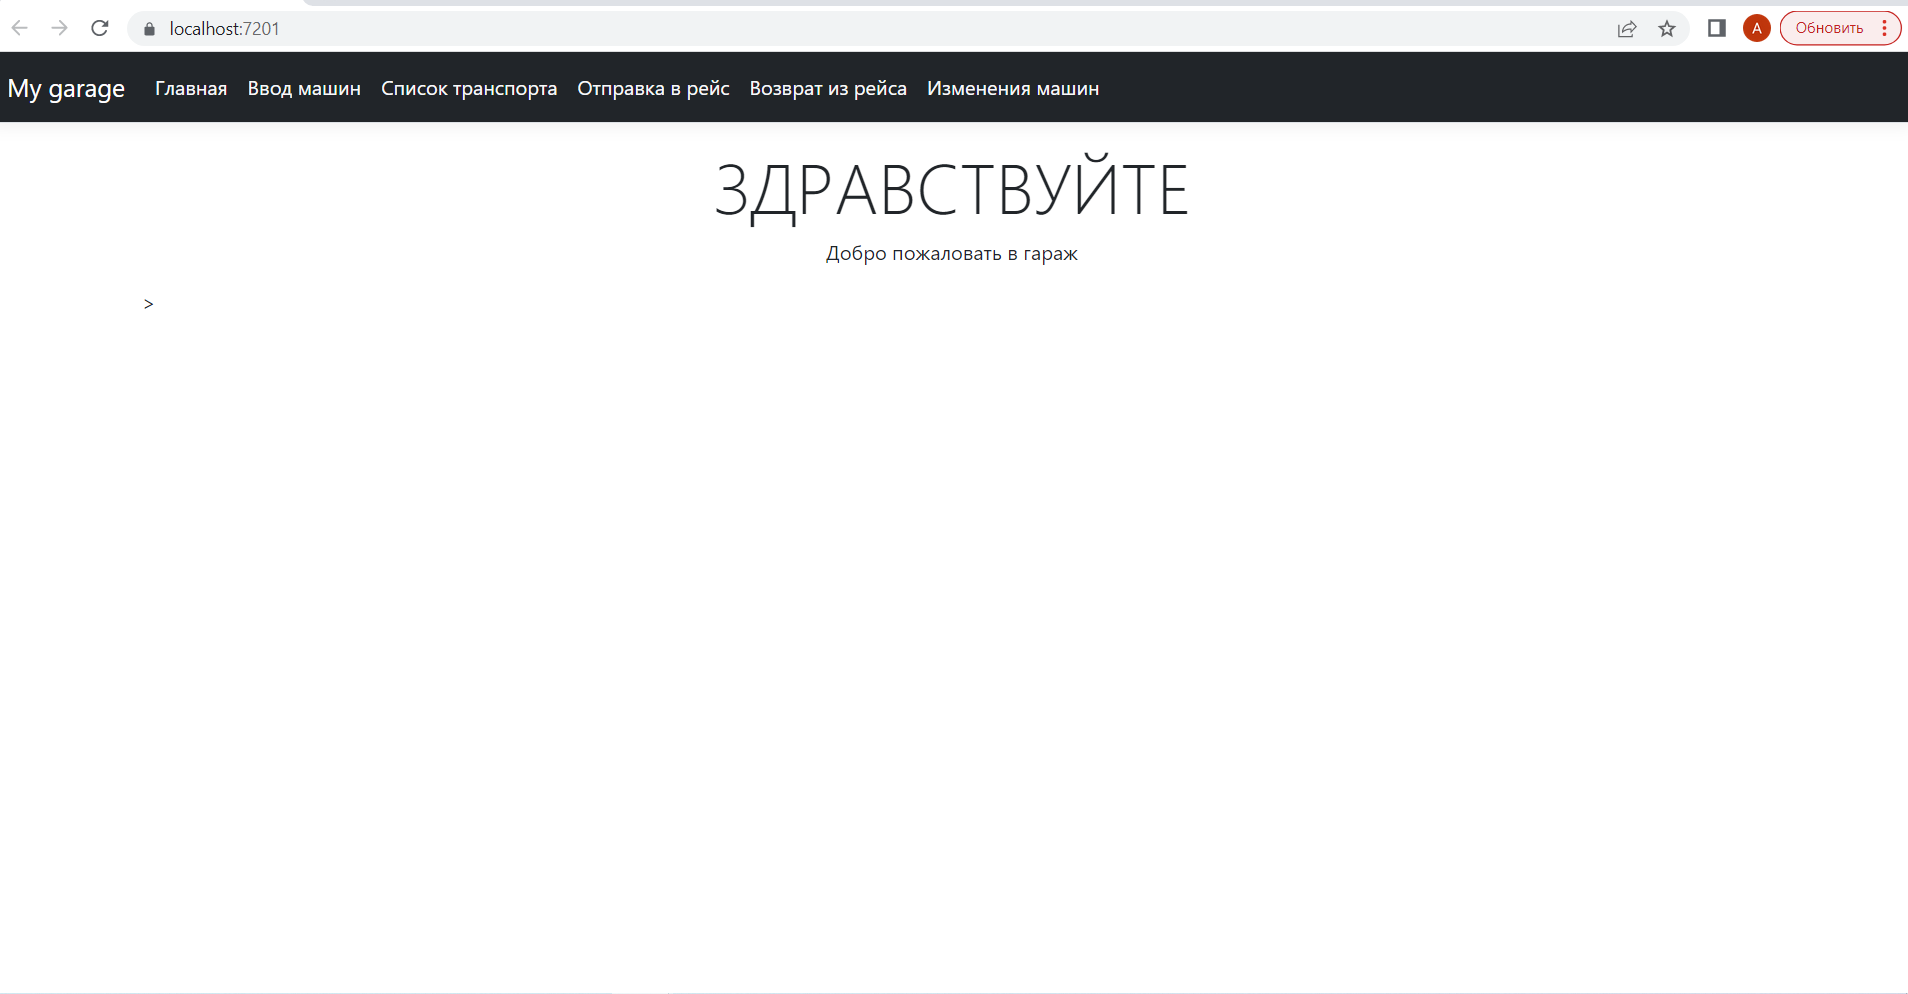 localhost:7201
А
Обновить
My garage Главная Ввод машин Список транспорта Отправка в рейс Возврат из рейса Изменения машин
ЗДРАВСТВУЙТЕ
Добро пожаловать в гараж
>